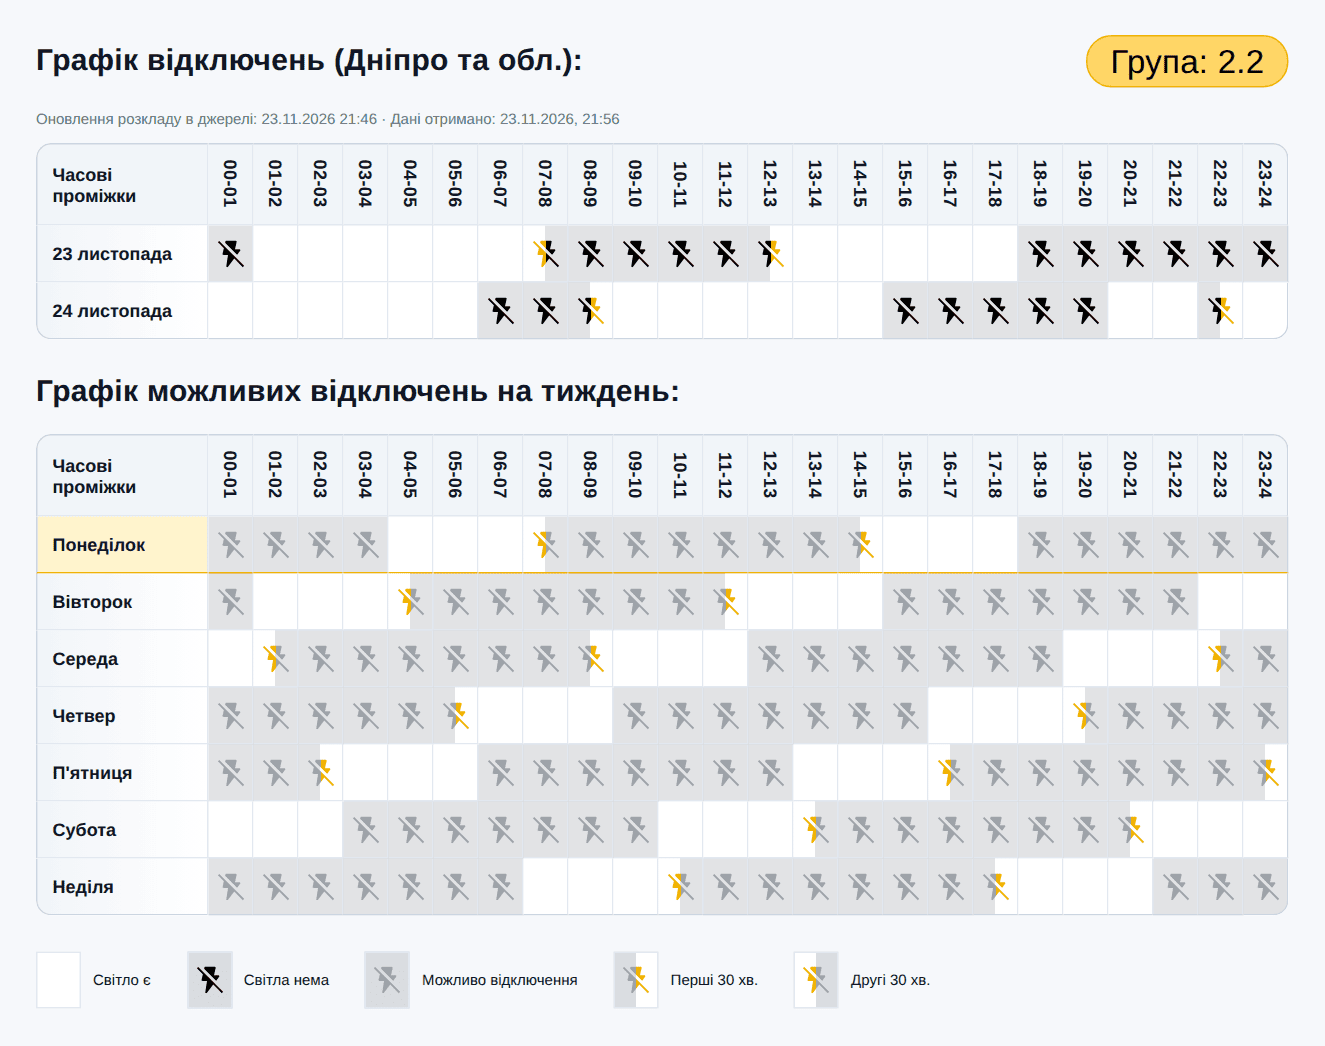 Графік відключень (Дніпро та обл.):
Група: 2.2
Оновлення розкладу в джерелі: 23.11.2026 21:46 · Дані отримано: 23.11.2026, 21:56
Часові проміжки 00-01 01-02 02-03 03-04 04-05 05-06 06-07 07-08 08-09 09-10 10-11 11-12 12-13 13-14 14-15 15-16 16-17 17-18 18-19 19-20 20-21 21-22 22-23 23-24
23 листопада
24 листопада
Графік можливих відключень на тиждень:
Часові проміжки 00-01 01-02 02-03 03-04 04-05 05-06 06-07 07-08 08-09 09-10 10-11 11-12 12-13 13-14 14-15 15-16 16-17 17-18 18-19 19-20 20-21 21-22 22-23 23-24
Понеділок
Вівторок
Середа
Четвер
П'ятниця
Субота
Неділя
Світло є Світла нема Можливо відключення Перші 30 хв. Другі 30 хв.